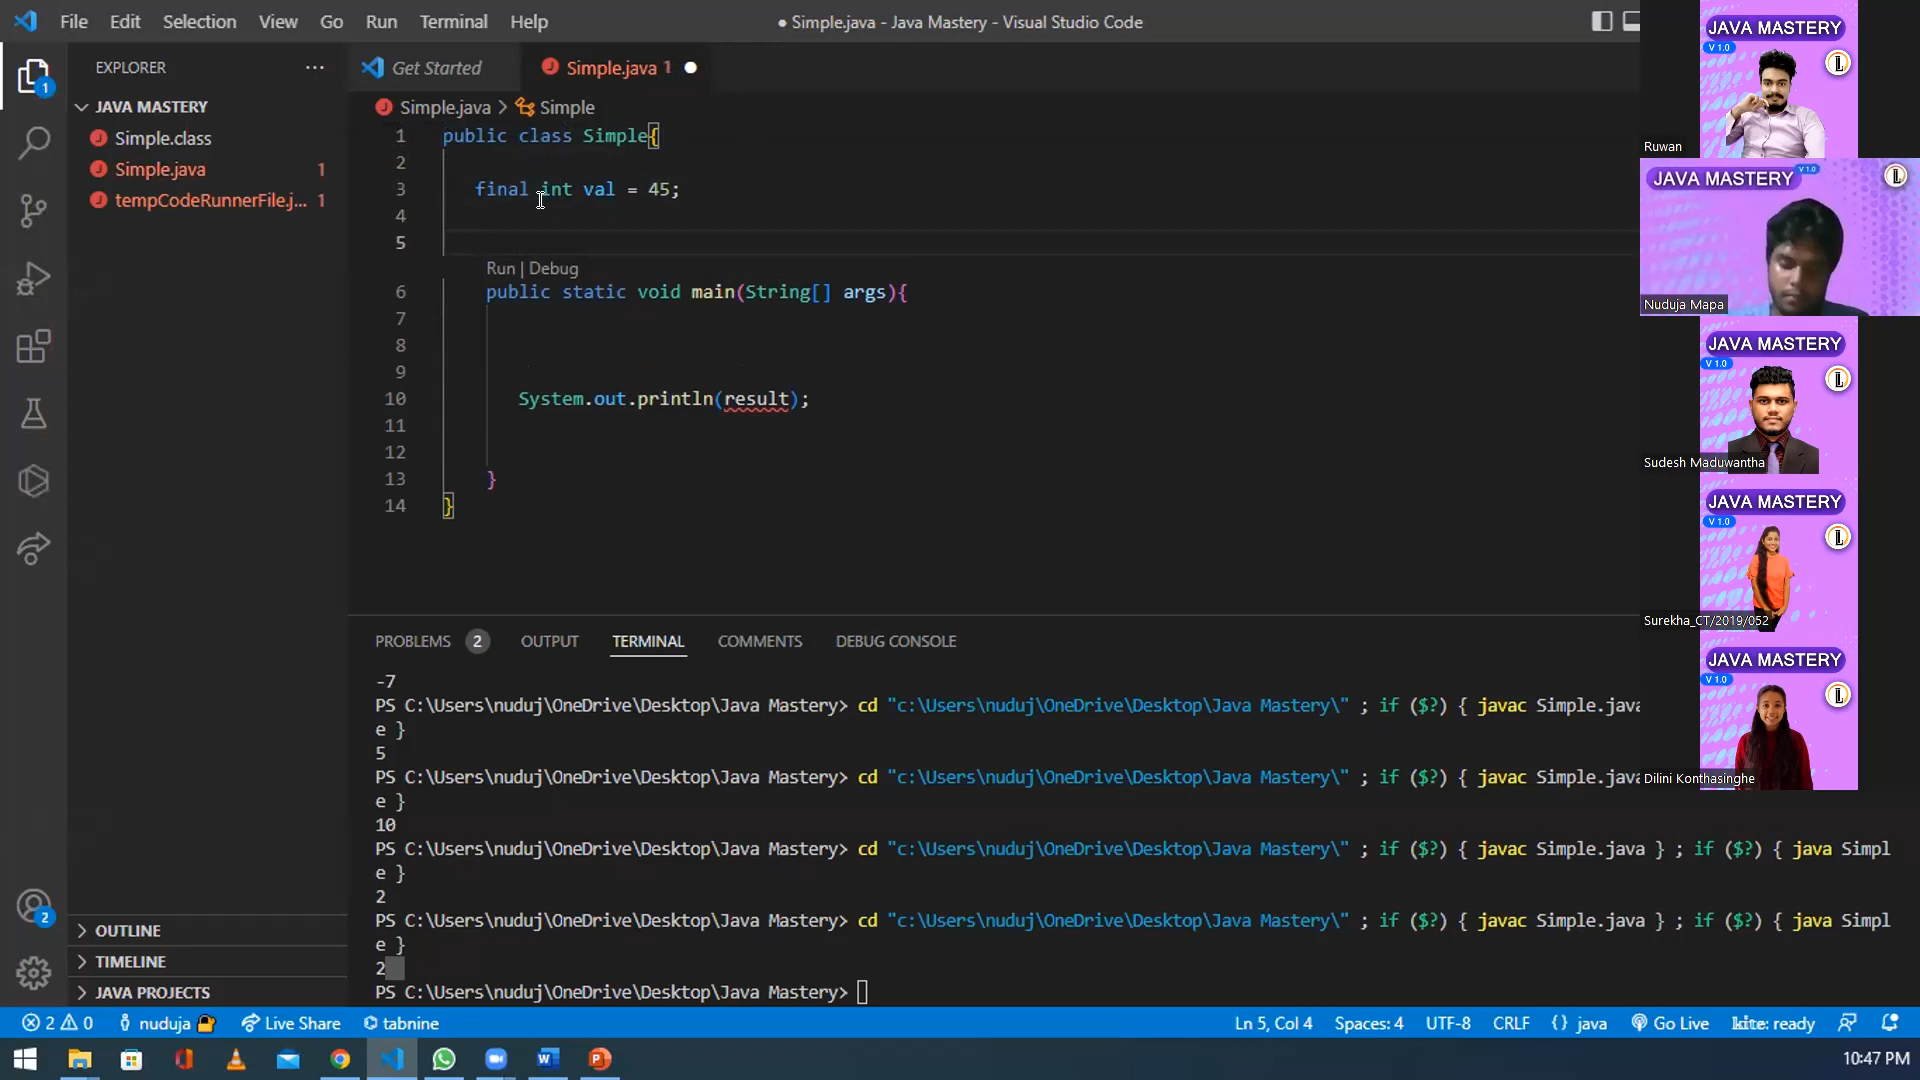 File Edit Selection View Go Run Terminal Help
● Simple.java - Java Mastery - Visual Studio Code
EXPLORER ···
JAVA MASTERY
Simple.class
Simple.java 1
tempCodeRunnerFile.j... 1
OUTLINE
TIMELINE
JAVA PROJECTS
Get Started
Simple.java 1 ●
Simple.java > Simple
1 public class Simple{
2
3 final int val = 45;
4
5
Run | Debug
6 public static void main(String[] args){
7
8
9
10 System.out.println(result);
11
12
13 }
14 }
PROBLEMS 2 OUTPUT TERMINAL COMMENTS DEBUG CONSOLE
-7
PS C:\Users\nuduj\OneDrive\Desktop\Java Mastery> cd "c:\Users\nuduj\OneDrive\Desktop\Java Mastery\" ; if ($?) { javac Simple.java
e }
5
PS C:\Users\nuduj\OneDrive\Desktop\Java Mastery> cd "c:\Users\nuduj\OneDrive\Desktop\Java Mastery\" ; if ($?) { javac Simple.java
e }
10
PS C:\Users\nuduj\OneDrive\Desktop\Java Mastery> cd "c:\Users\nuduj\OneDrive\Desktop\Java Mastery\" ; if ($?) { javac Simple.java } ; if ($?) { java Simpl
e }
2
PS C:\Users\nuduj\OneDrive\Desktop\Java Mastery> cd "c:\Users\nuduj\OneDrive\Desktop\Java Mastery\" ; if ($?) { javac Simple.java } ; if ($?) { java Simpl
e }
2
PS C:\Users\nuduj\OneDrive\Desktop\Java Mastery>
JAVA MASTERY
V 1.0
Ruwan
JAVA MASTERY V 1.0
Nuduja Mapa
JAVA MASTERY
V 1.0
Sudesh Maduwantha
JAVA MASTERY
V 1.0
Surekha_CT/2019/052
JAVA MASTERY
V 1.0
Dilini Konthasinghe
1
2
2 0 nuduja Live Share tabnine
Ln 5, Col 4 Spaces: 4 UTF-8 CRLF {} java Go Live kite: ready
10:47 PM